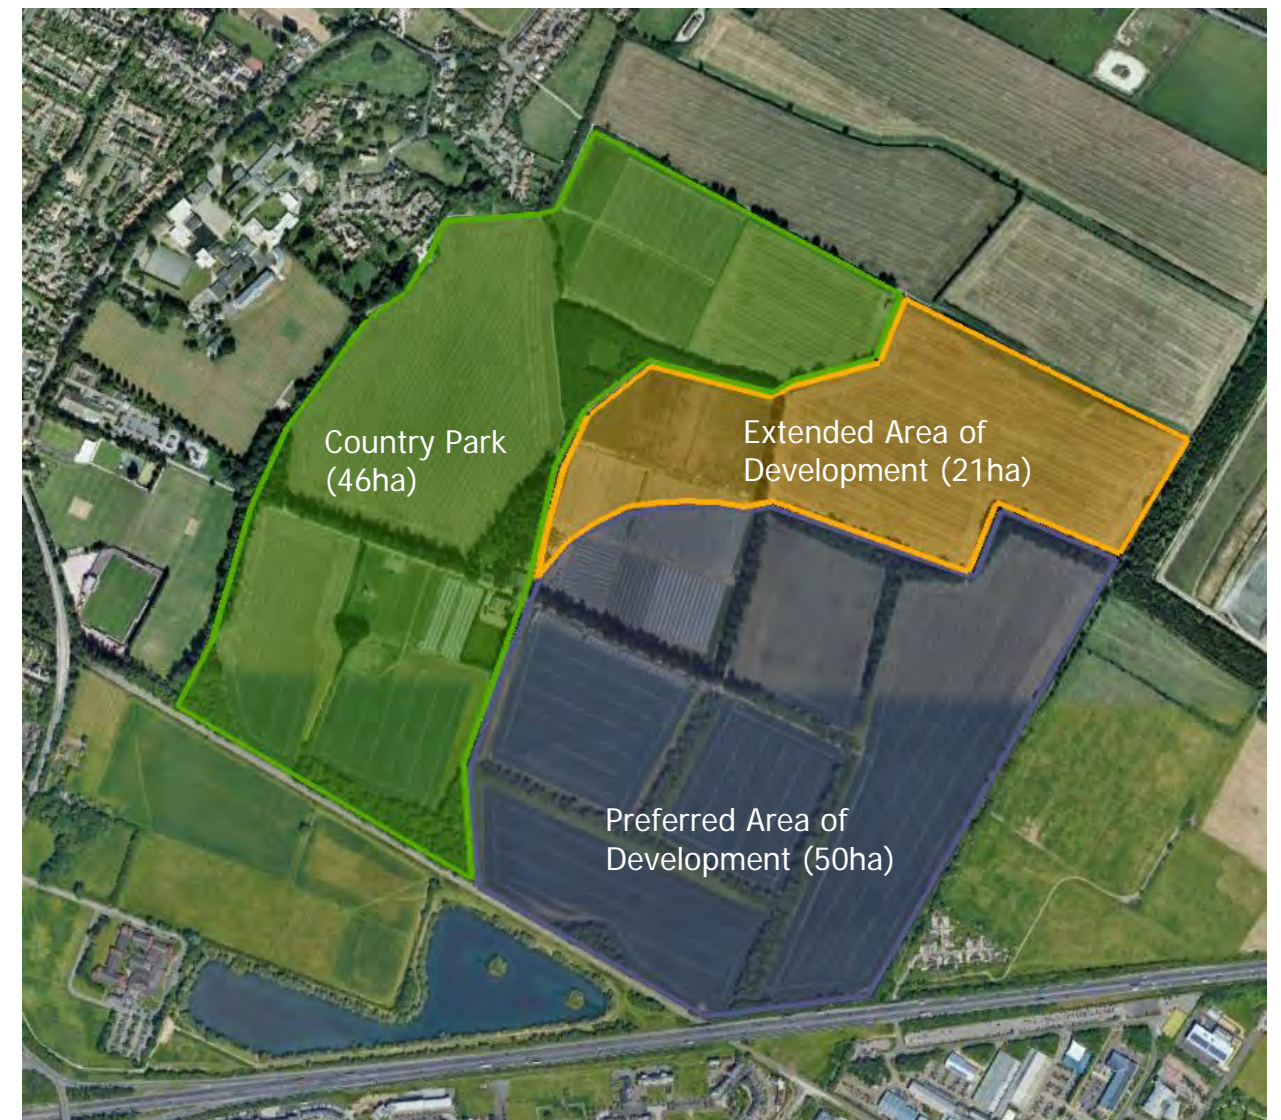 Country Park
(46ha)
Extended Area of
Development (21ha)
Preferred Area of
Development (50ha)